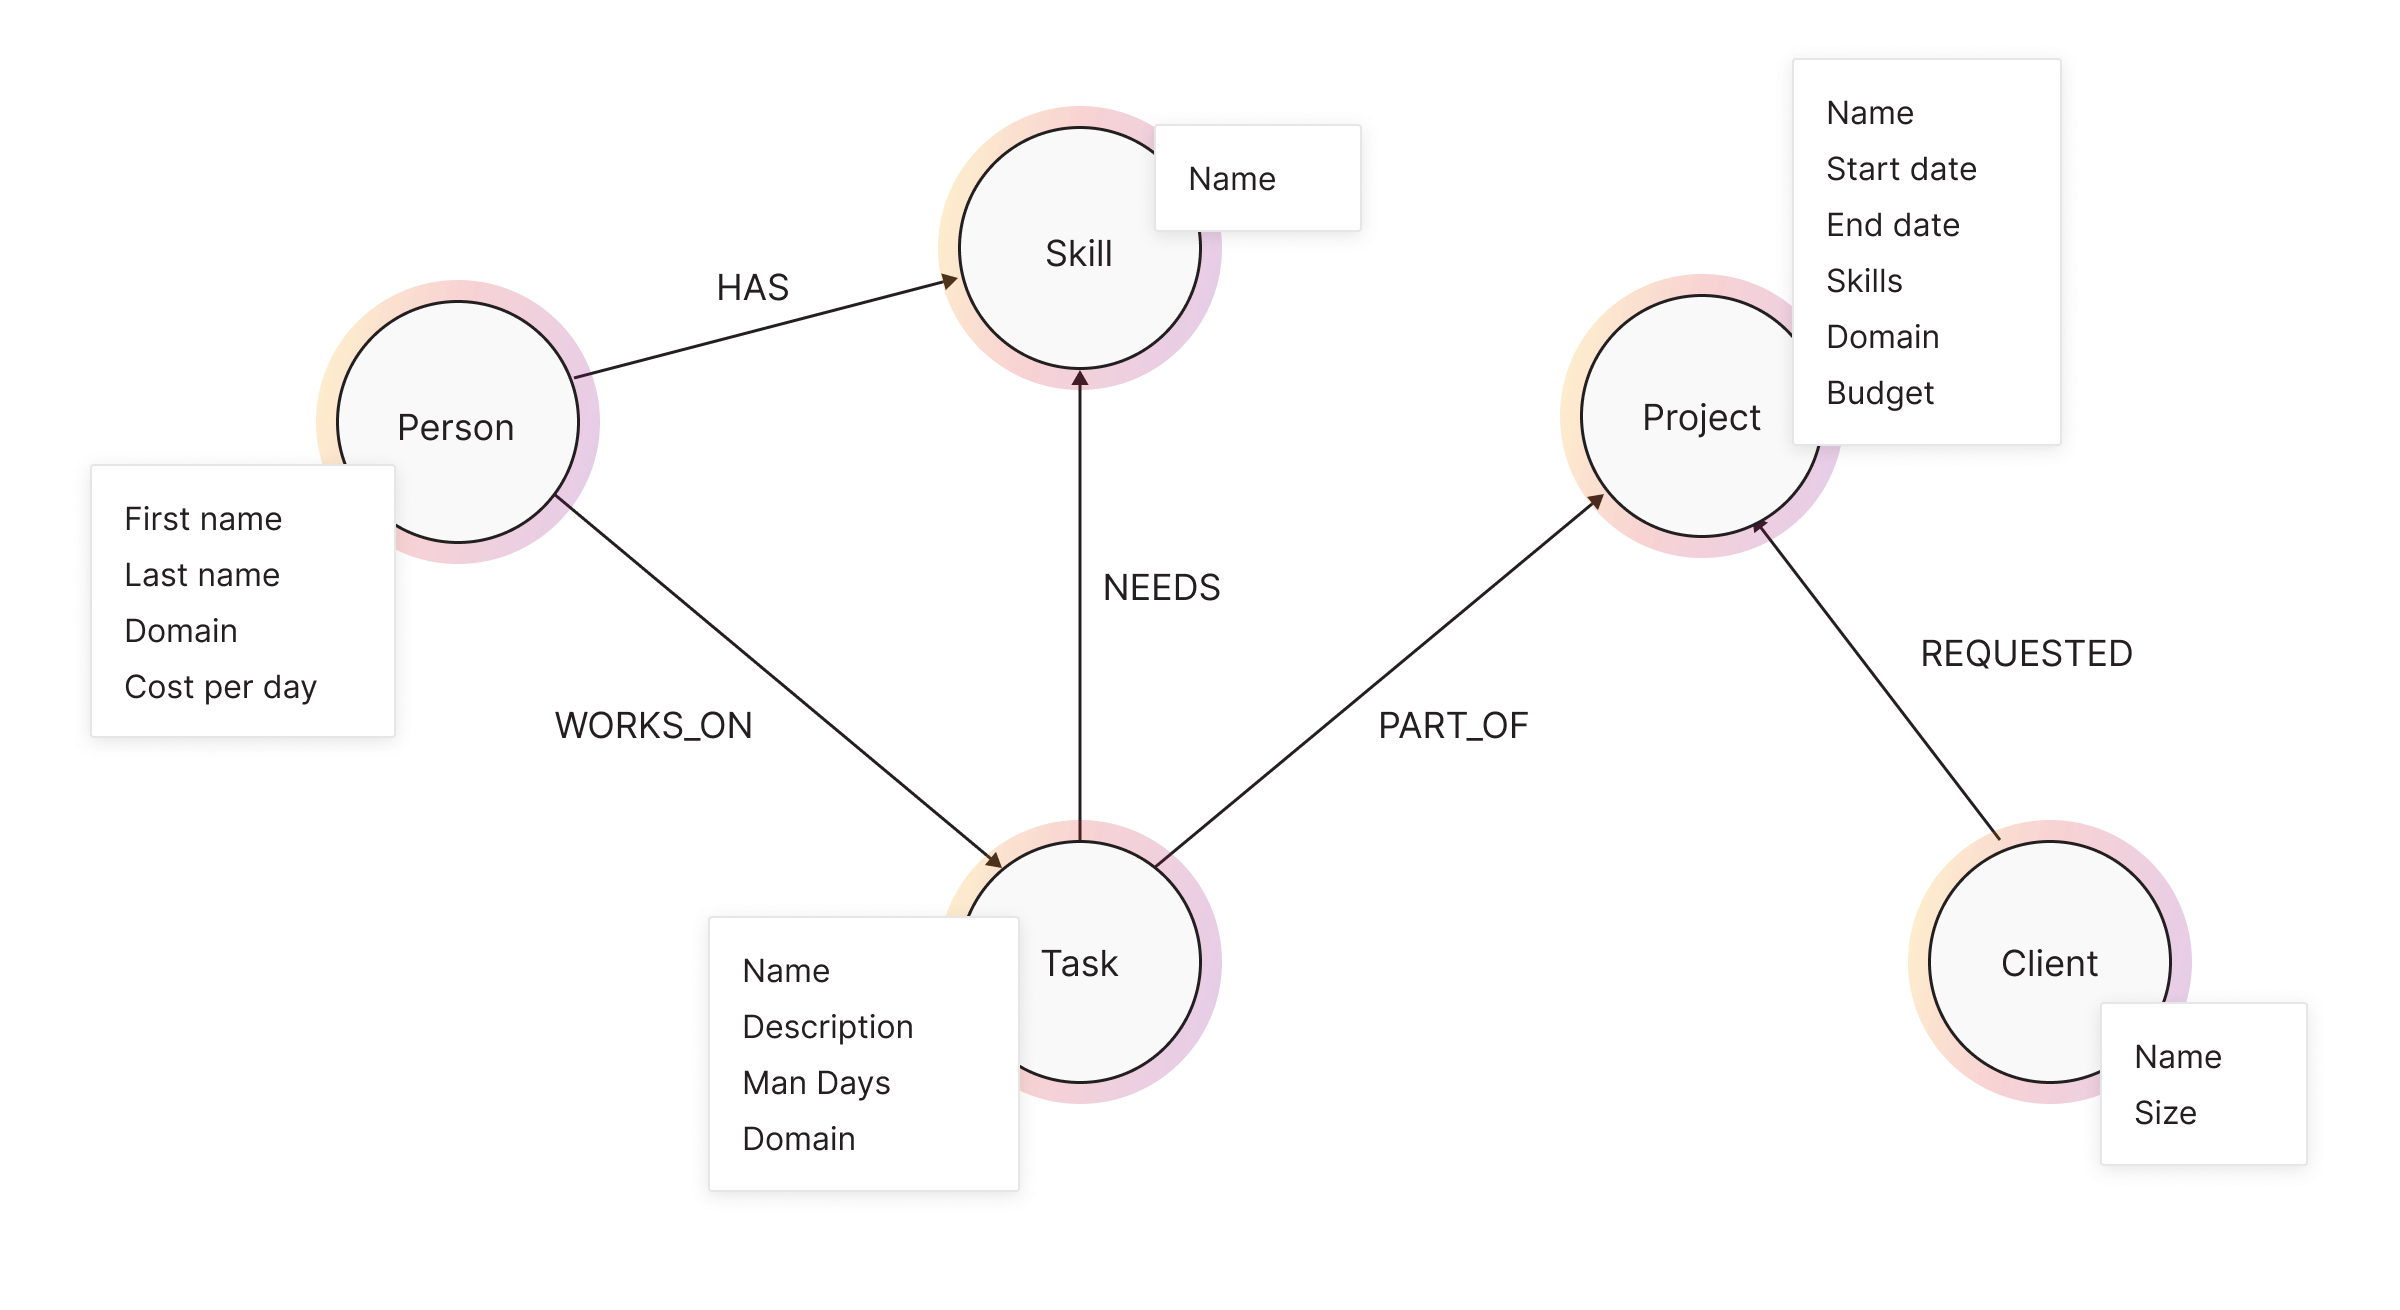 Person
First name
Last name
Domain
Cost per day
HAS
Skill
Name
WORKS_ON
NEEDS
Task
Name
Description
Man Days
Domain
PART_OF
Project
Name
Start date
End date
Skills
Domain
Budget
REQUESTED
Client
Name
Size